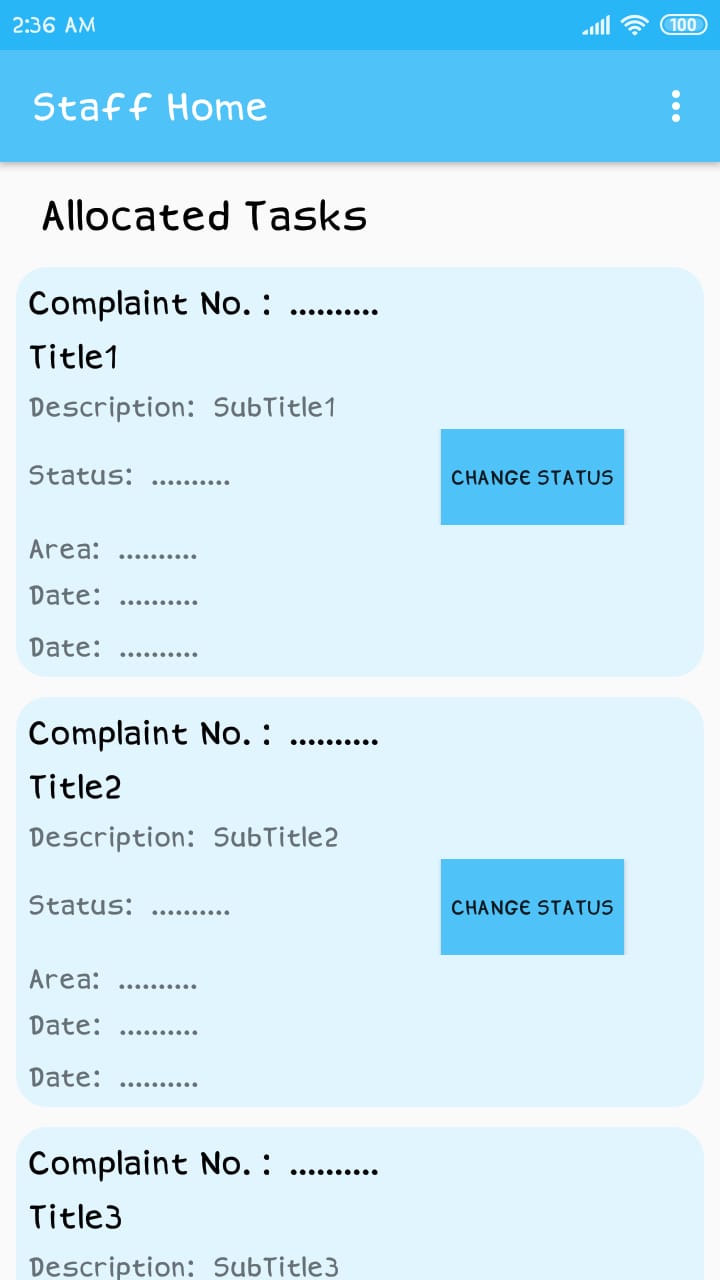 2:36 AM 100
Staff Home
Allocated Tasks
Complaint No. : ..........
Title1
Description: SubTitle1
Status: ..........
CHANGE STATUS
Area: ..........
Date: ..........
Date: ..........
Complaint No. : ..........
Title2
Description: SubTitle2
Status: ..........
CHANGE STATUS
Area: ..........
Date: ..........
Date: ..........
Complaint No. : ..........
Title3
Description: SubTitle3